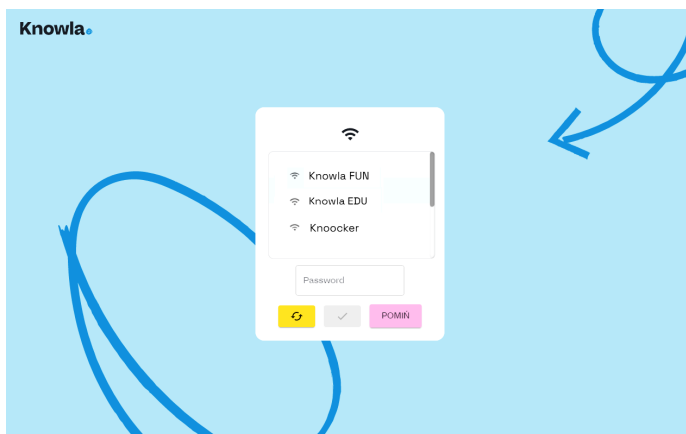 Knowla
Knowla FUN
Knowla EDU
Knoocker
Password
POMIŃ